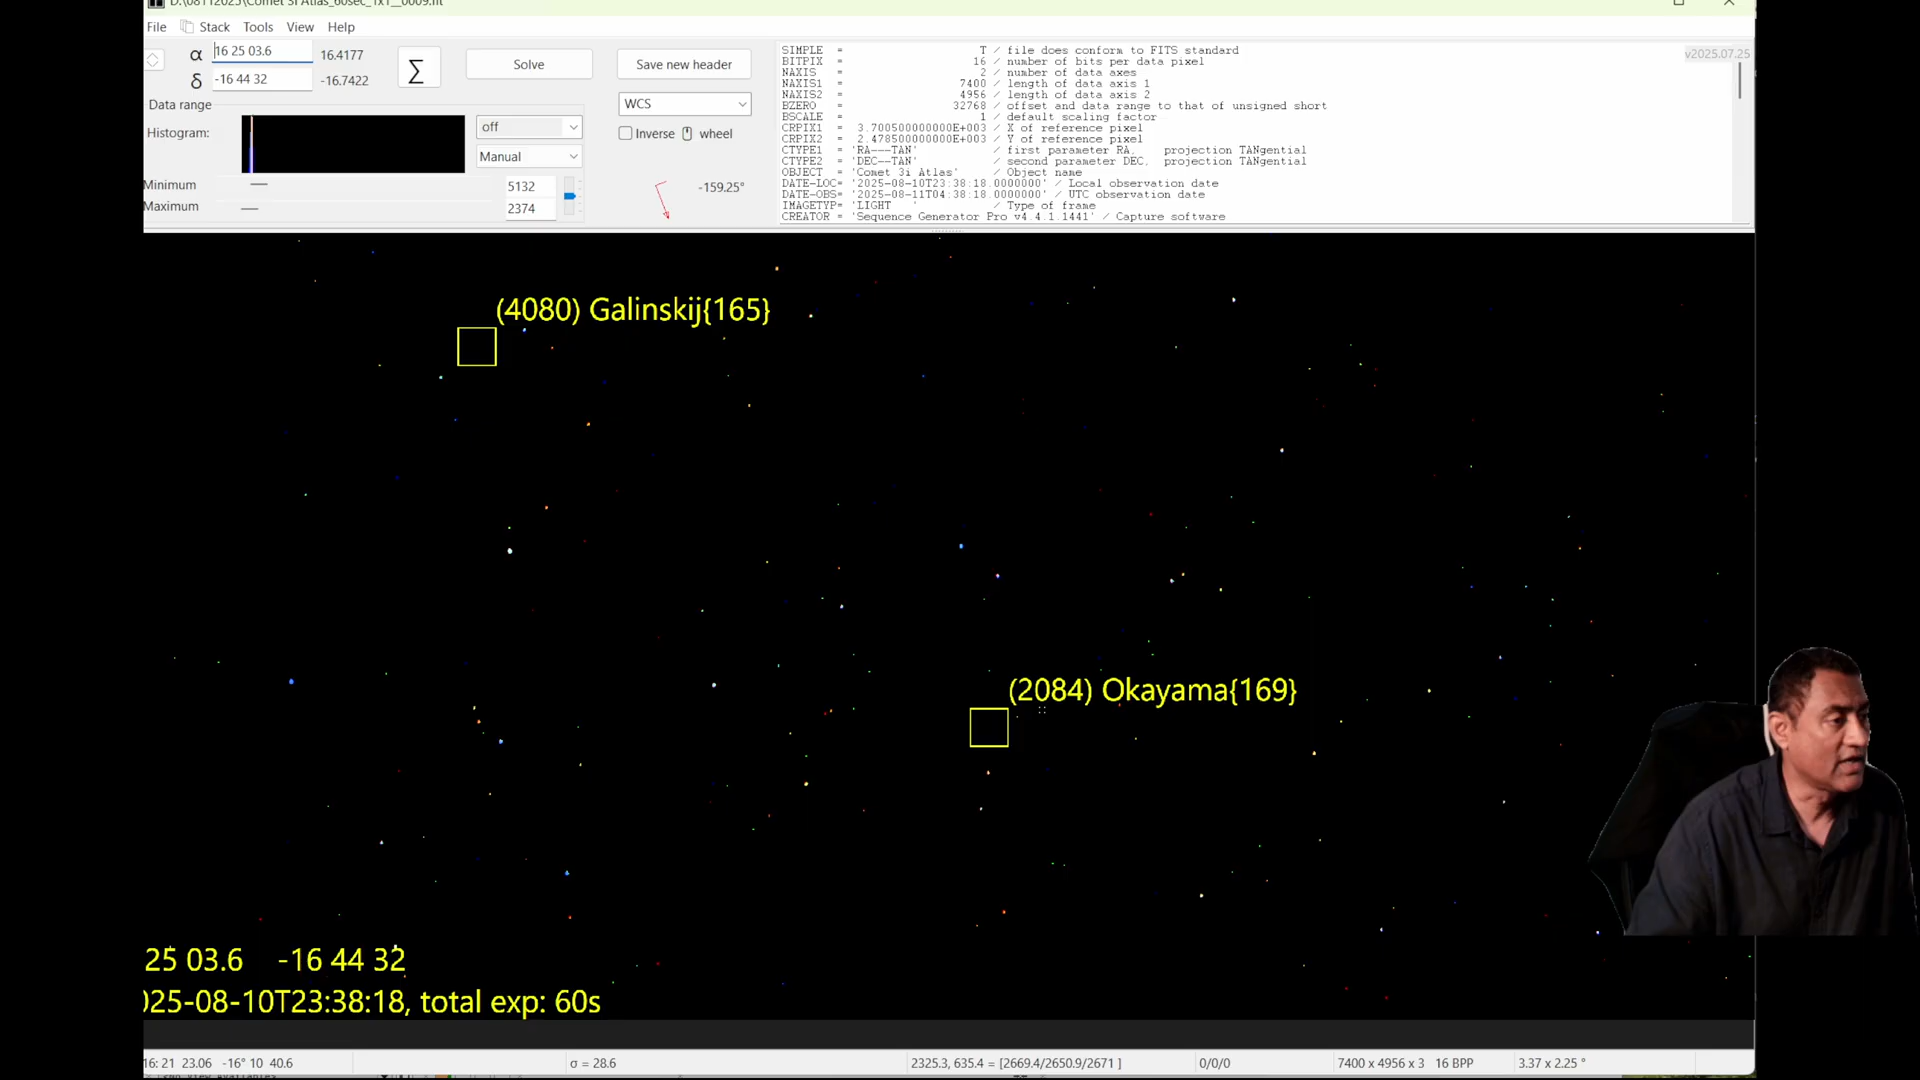 D:\08112025\Comet 3i Atlas_60sec_1x1__0009.fit
File Stack Tools View Help
α 16 25 03.6 16.4177
δ -16 44 32 -16.7422
∑
Solve
Save new header
Data range
Histogram:
off
Manual
WCS
Inverse wheel
Minimum
5132
-159.25°
Maximum
2374
v2025.07.25
SIMPLE = T / file does conform to FITS standard
BITPIX = 16 / number of bits per data pixel
NAXIS = 2 / number of data axes
NAXIS1 = 7400 / length of data axis 1
NAXIS2 = 4956 / length of data axis 2
BZERO = 32768 / offset and data range to that of unsigned short
BSCALE = 1 / default scaling factor
CRPIX1 = 3.700500000000E+003 / X of reference pixel
CRPIX2 = 2.478500000000E+003 / Y of reference pixel
CTYPE1 = 'RA---TAN' / first parameter RA, projection TANgential
CTYPE2 = 'DEC--TAN' / second parameter DEC, projection TANgential
OBJECT = 'Comet 3i Atlas' / Object name
DATE-LOC= '2025-08-10T23:38:18.0000000' / Local observation date
DATE-OBS= '2025-08-11T04:38:18.0000000' / UTC observation date
IMAGETYP= 'LIGHT ' / Type of frame
CREATOR = 'Sequence Generator Pro v4.4.1.1441' / Capture software
(4080) Galinskij{165}
(2084) Okayama{169}
25 03.6 -16 44 32
025-08-10T23:38:18, total exp: 60s
16: 21 23.06 -16° 10 40.6
σ = 28.6
2325.3, 635.4 = [2669.4/2650.9/2671 ]
0/0/0
7400 x 4956 x 3 16 BPP
3.37 x 2.25 °